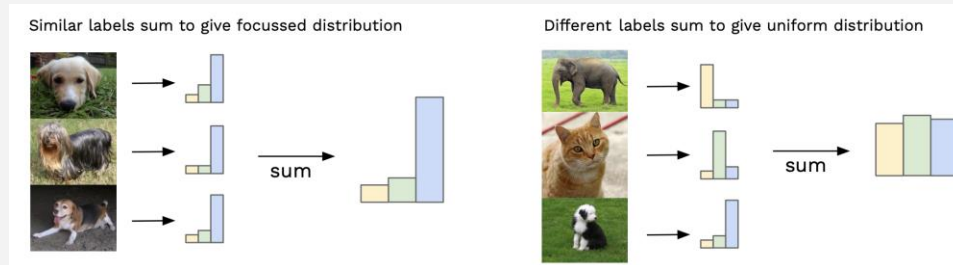 Similar labels sum to give focussed distribution
Different labels sum to give uniform distribution
sum
sum